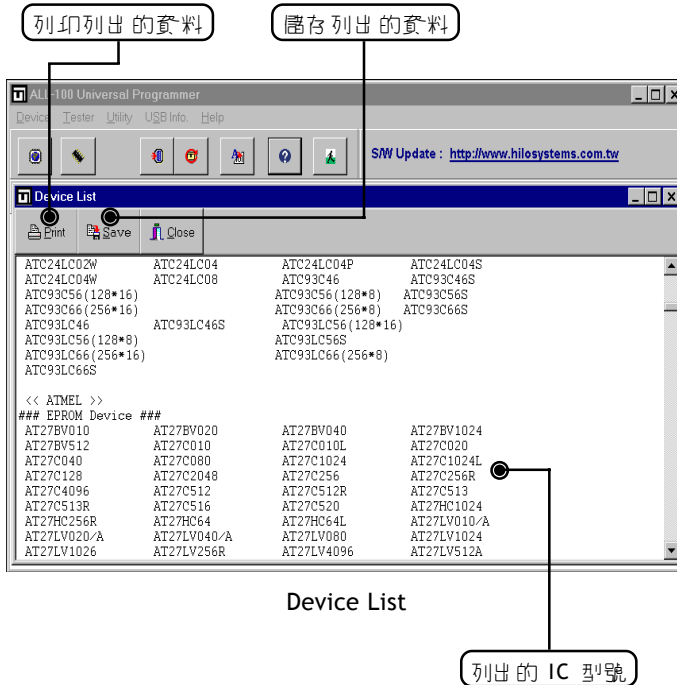 列印列出的資料
儲存列出的資料
ALL-100 Universal Programmer
Device Tester Utility USB Info. Help
S/W Update : http://www.hilosystems.com.tw
Device List
Print Save Close
ATC24LC02W ATC24LC04 ATC24LC04P ATC24LC04S
ATC24LC04W ATC24LC08 ATC93C46 ATC93C46S
ATC93C56(128*16) ATC93C56(128*8) ATC93C56S
ATC93C66(256*16) ATC93C66(256*8) ATC93C66S
ATC93LC46 ATC93LC46S ATC93LC56(128*16)
ATC93LC56(128*8) ATC93LC56S
ATC93LC66(256*16) ATC93LC66(256*8)
ATC93LC66S
<< ATMEL >>
### EPROM Device ###
AT27BV010 AT27BV020 AT27BV040 AT27BV1024
AT27BV512 AT27C010 AT27C010L AT27C020
AT27C040 AT27C080 AT27C1024 AT27C1024L
AT27C128 AT27C2048 AT27C256 AT27C256R
AT27C4096 AT27C512 AT27C512R AT27C513
AT27C513R AT27C516 AT27C520 AT27HC1024
AT27HC256R AT27HC64 AT27HC64L AT27LV010/A
AT27LV020/A AT27LV040/A AT27LV080 AT27LV1024
AT27LV1026 AT27LV256R AT27LV4096 AT27LV512A
Device List
列出的 IC 型號